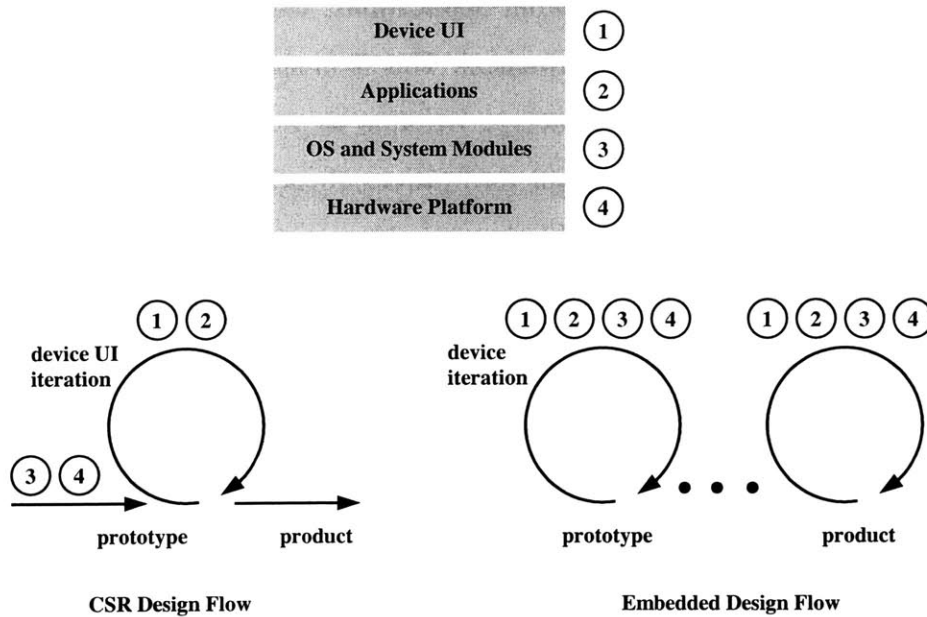 Device UI 1
Applications 2
OS and System Modules 3
Hardware Platform 4
1 2
device UI
iteration
3 4
prototype product
CSR Design Flow
1 2 3 4 1 2 3 4
device
iteration
prototype product
Embedded Design Flow